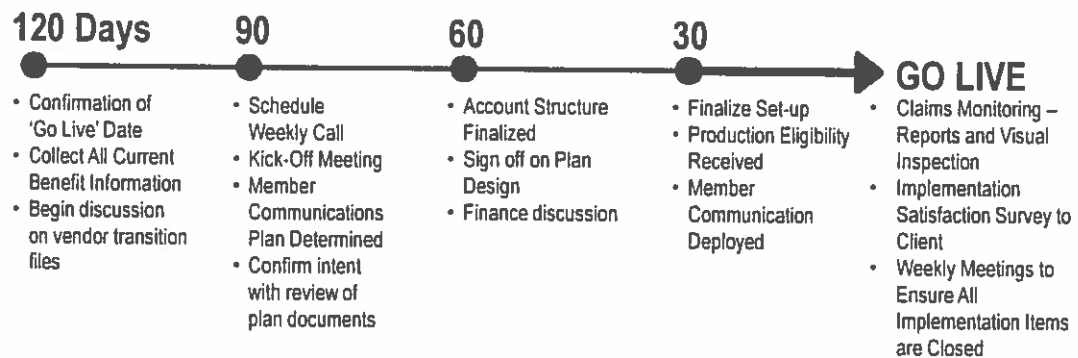 120 Days
• Confirmation of
'Go Live' Date
• Collect All Current
Benefit Information
• Begin discussion
on vendor transition
files
90
• Schedule
Weekly Call
• Kick-Off Meeting
• Member
Communications
Plan Determined
• Confirm intent
with review of
plan documents
60
• Account Structure
Finalized
• Sign off on Plan
Design
• Finance discussion
30
• Finalize Set-up
• Production Eligibility
Received
• Member
Communication
Deployed
GO LIVE
• Claims Monitoring –
Reports and Visual
Inspection
• Implementation
Satisfaction Survey to
Client
• Weekly Meetings to
Ensure All
Implementation Items
are Closed